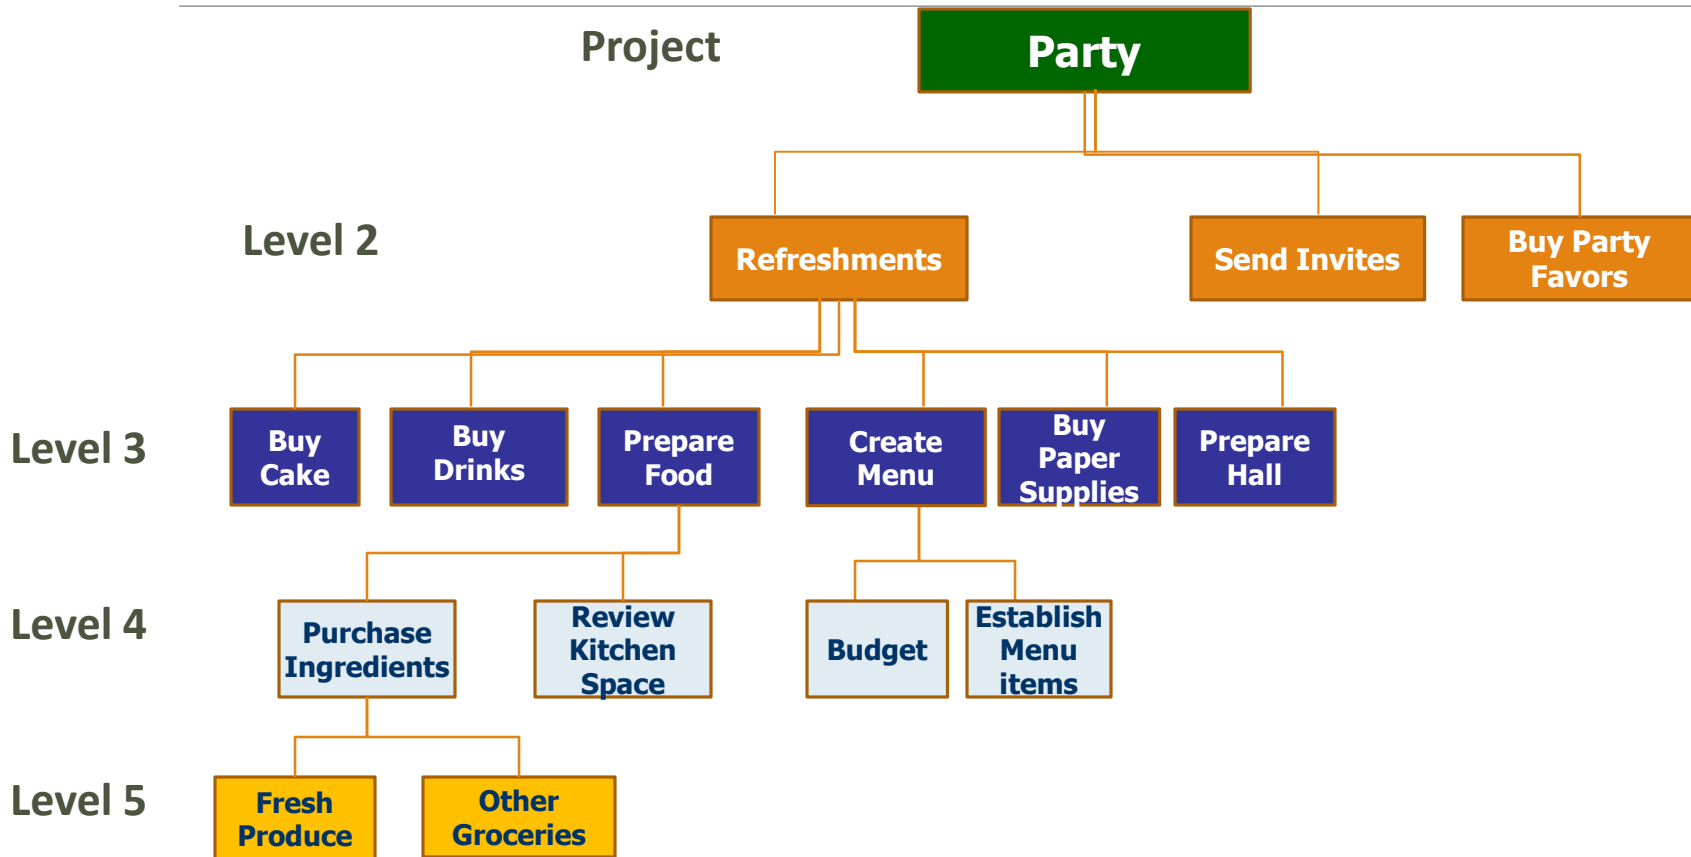 Project
Party
Level 2
Refreshments
Send Invites
Buy Party
Favors
Level 3
Buy
Cake
Buy
Drinks
Prepare
Food
Create
Menu
Buy
Paper
Supplies
Prepare
Hall
Level 4
Purchase
Ingredients
Review
Kitchen
Space
Budget
Establish
Menu
items
Level 5
Fresh
Produce
Other
Groceries